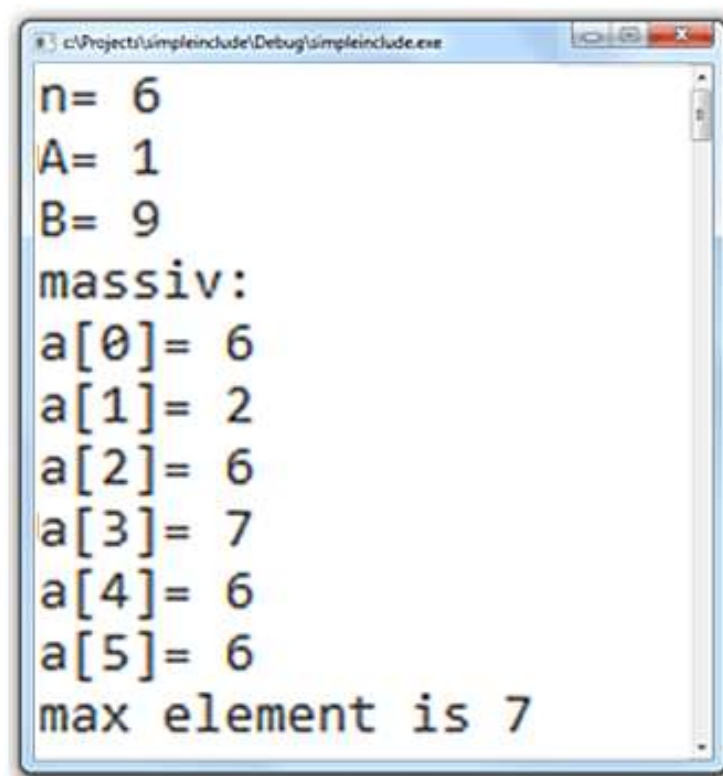 c:\Projects\simpleinclude\Debug\simpleinclude.exe
n= 6
A= 1
B= 9
massiv:
a[0]= 6
a[1]= 2
a[2]= 6
a[3]= 7
a[4]= 6
a[5]= 6
max element is 7